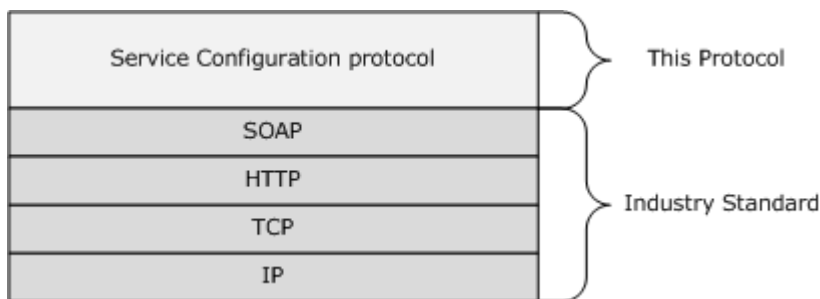 Service Configuration protocol
This Protocol
SOAP
HTTP
TCP
IP
Industry Standard